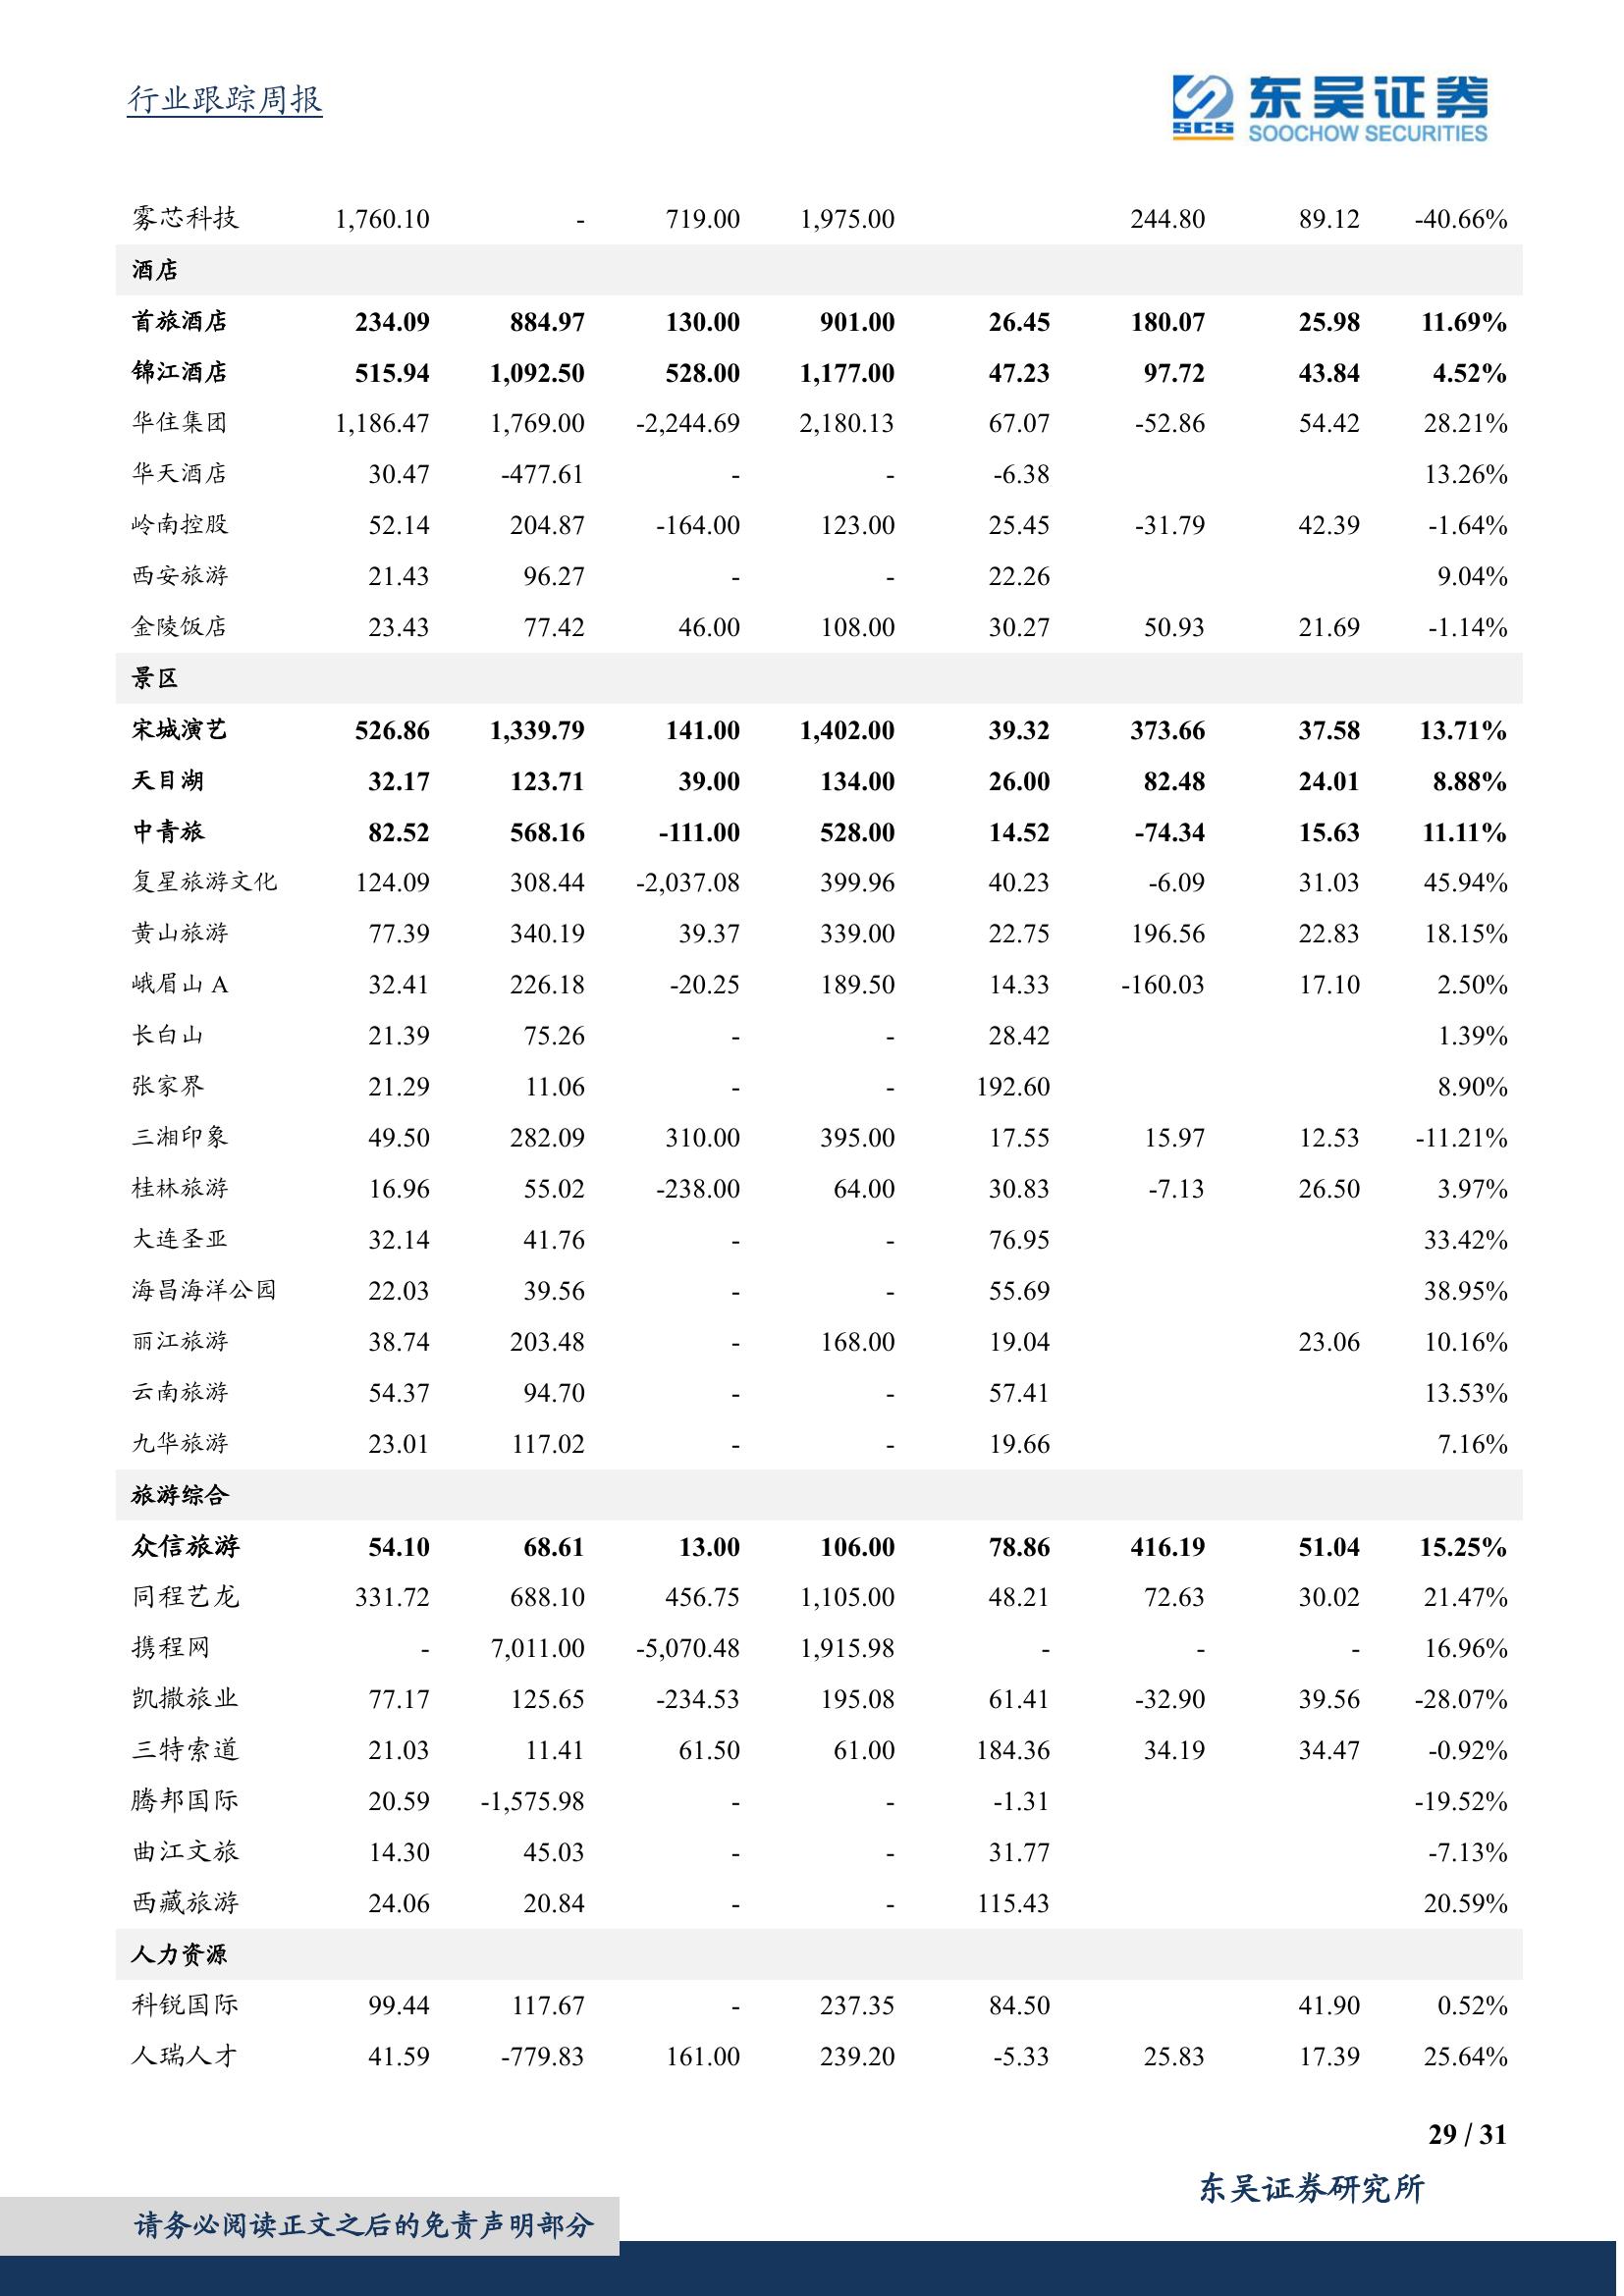 行业跟踪周报
SCS 东吴证券
SOOCHOW SECURITIES
雾芯科技 1,760.10 - 719.00 1,975.00 244.80 89.12 -40.66%
酒店
首旅酒店 234.09 884.97 130.00 901.00 26.45 180.07 25.98 11.69%
锦江酒店 515.94 1,092.50 528.00 1,177.00 47.23 97.72 43.84 4.52%
华住集团 1,186.47 1,769.00 -2,244.69 2,180.13 67.07 -52.86 54.42 28.21%
华天酒店 30.47 -477.61 - - -6.38 13.26%
岭南控股 52.14 204.87 -164.00 123.00 25.45 -31.79 42.39 -1.64%
西安旅游 21.43 96.27 - - 22.26 9.04%
金陵饭店 23.43 77.42 46.00 108.00 30.27 50.93 21.69 -1.14%
景区
宋城演艺 526.86 1,339.79 141.00 1,402.00 39.32 373.66 37.58 13.71%
天目湖 32.17 123.71 39.00 134.00 26.00 82.48 24.01 8.88%
中青旅 82.52 568.16 -111.00 528.00 14.52 -74.34 15.63 11.11%
复星旅游文化 124.09 308.44 -2,037.08 399.96 40.23 -6.09 31.03 45.94%
黄山旅游 77.39 340.19 39.37 339.00 22.75 196.56 22.83 18.15%
峨眉山 A 32.41 226.18 -20.25 189.50 14.33 -160.03 17.10 2.50%
长白山 21.39 75.26 - - 28.42 1.39%
张家界 21.29 11.06 - - 192.60 8.90%
三湘印象 49.50 282.09 310.00 395.00 17.55 15.97 12.53 -11.21%
桂林旅游 16.96 55.02 -238.00 64.00 30.83 -7.13 26.50 3.97%
大连圣亚 32.14 41.76 - - 76.95 33.42%
海昌海洋公园 22.03 39.56 - - 55.69 38.95%
丽江旅游 38.74 203.48 - 168.00 19.04 23.06 10.16%
云南旅游 54.37 94.70 - - 57.41 13.53%
九华旅游 23.01 117.02 - - 19.66 7.16%
旅游综合
众信旅游 54.10 68.61 13.00 106.00 78.86 416.19 51.04 15.25%
同程艺龙 331.72 688.10 456.75 1,105.00 48.21 72.63 30.02 21.47%
携程网 - 7,011.00 -5,070.48 1,915.98 - - - 16.96%
凯撒旅业 77.17 125.65 -234.53 195.08 61.41 -32.90 39.56 -28.07%
三特索道 21.03 11.41 61.50 61.00 184.36 34.19 34.47 -0.92%
腾邦国际 20.59 -1,575.98 - - -1.31 -19.52%
曲江文旅 14.30 45.03 - - 31.77 -7.13%
西藏旅游 24.06 20.84 - - 115.43 20.59%
人力资源
科锐国际 99.44 117.67 - 237.35 84.50 41.90 0.52%
人瑞人才 41.59 -779.83 161.00 239.20 -5.33 25.83 17.39 25.64%
29 / 31
东吴证券研究所
请务必阅读正文之后的免责声明部分